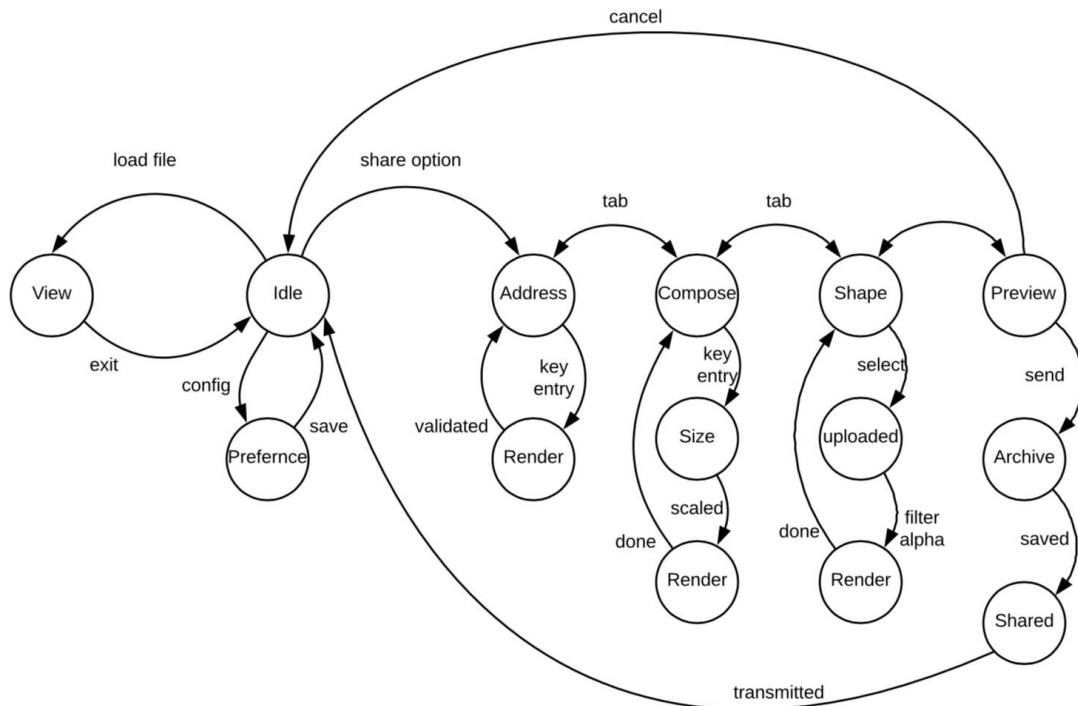 cancel
load file
share option
tab
tab
View
Idle
Address
Compose
Shape
Preview
exit
config
save
key
entry
key
entry
select
send
validated
Prefernce
Render
Size
uploaded
Archive
scaled
filter
alpha
done
done
saved
Render
Render
Shared
transmitted